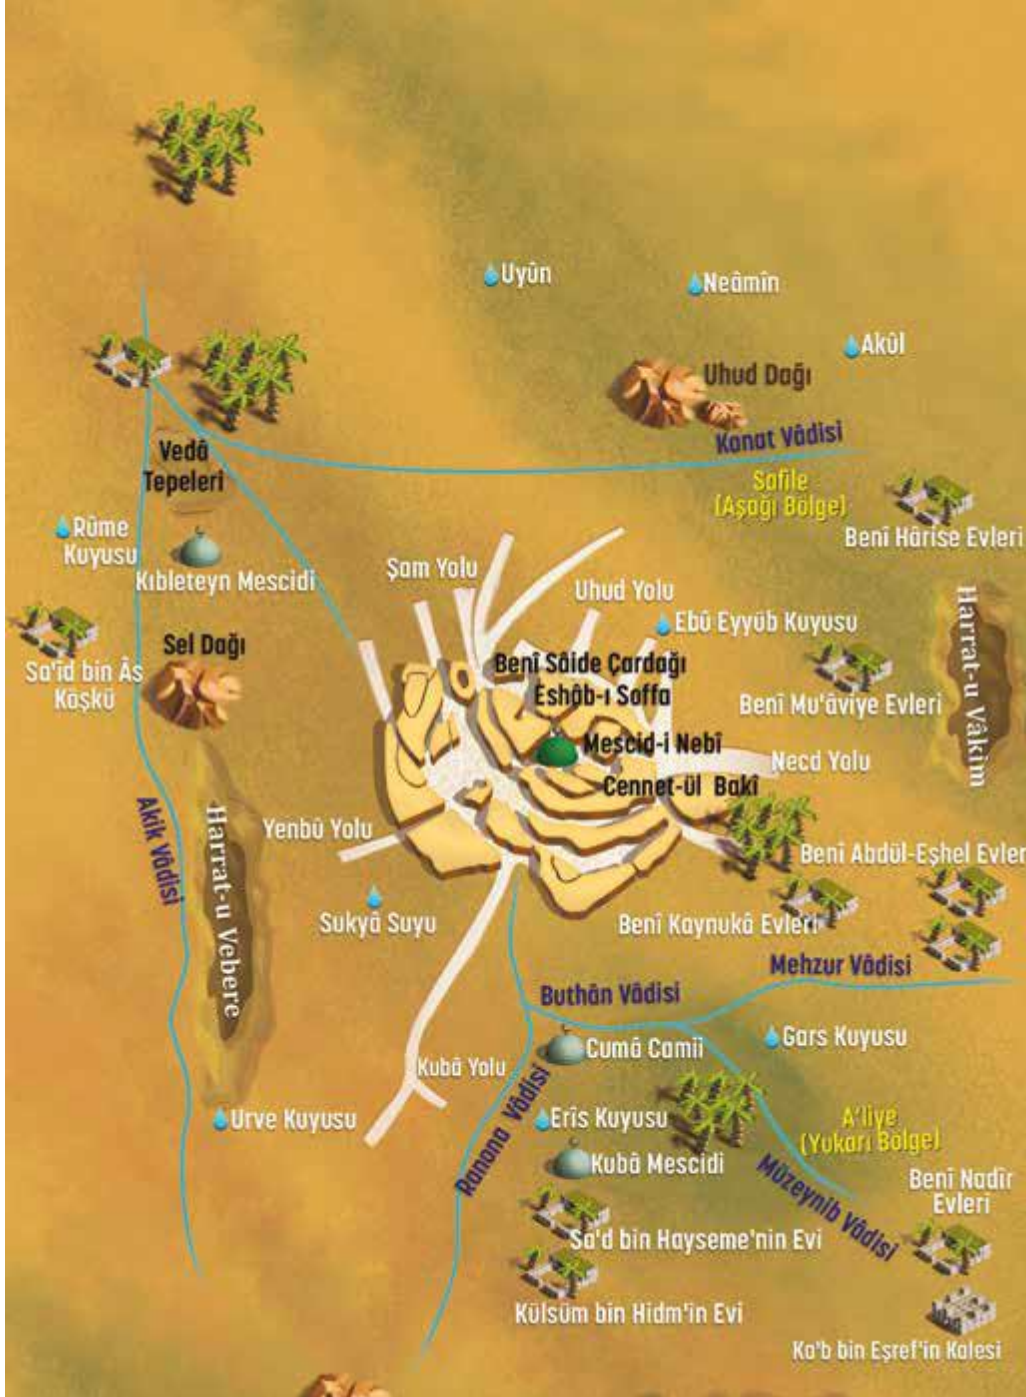 Uyûn
Neâmîn
Akûl
Uhud Dağı
Kanat Vâdisi
Vedâ
Tepeleri
Safile
(Aşağı Bölge)
Rûme
Kuyusu
Kıbleteyn Mescidi
Benî Hârise Evleri
Şam Yolu
Uhud Yolu
Ebû Eyyüb Kuyusu
Harrat-u Vâkim
Sa'îd bin Âs
Köşkü
Sel Dağı
Benî Sâide Çardağı
Eshâb-ı Soffa
Benî Mu'âviye Evleri
Mescid-i Nebî
Necd Yolu
Cennet-ül Bakî
Akik Vâdisi
Harrat-u Vebere
Yenbû Yolu
Benî Abdül-Eşhel Evler
Sukyâ Suyu
Benî Kaynukâ Evleri
Mehzur Vâdisi
Buthân Vâdisi
Gars Kuyusu
Cumâ Camii
Kubâ Yolu
Ranona Vâdisi
Urve Kuyusu
Erîs Kuyusu
A'liye
(Yukarı Bölge)
Kubâ Mescidi
Müzeynib Vâdisi
Benî Nadîr
Evleri
Sa'd bin Hayseme'nin Evi
Külsüm bin Hidm'in Evi
Ka'b bin Eşref'in Kalesi